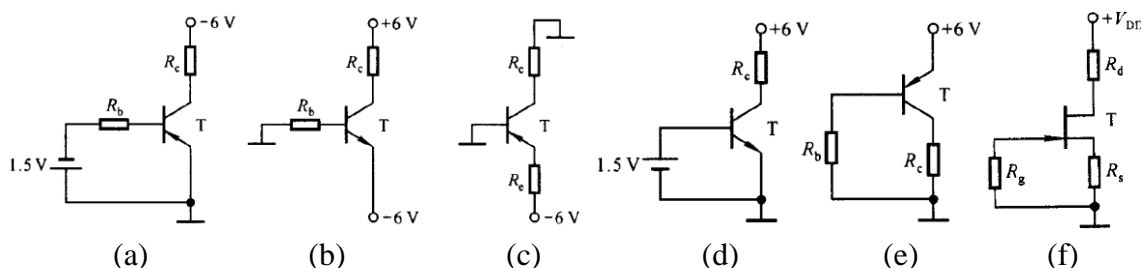 −6 V
R_c
R_b
T
1.5 V
(a)
+6 V
R_c
R_b
T
−6 V
(b)
R_c
T
R_e
−6 V
(c)
+6 V
R_c
T
1.5 V
(d)
+6 V
T
R_b
R_c
(e)
+V_DD
R_d
T
R_g
R_s
(f)